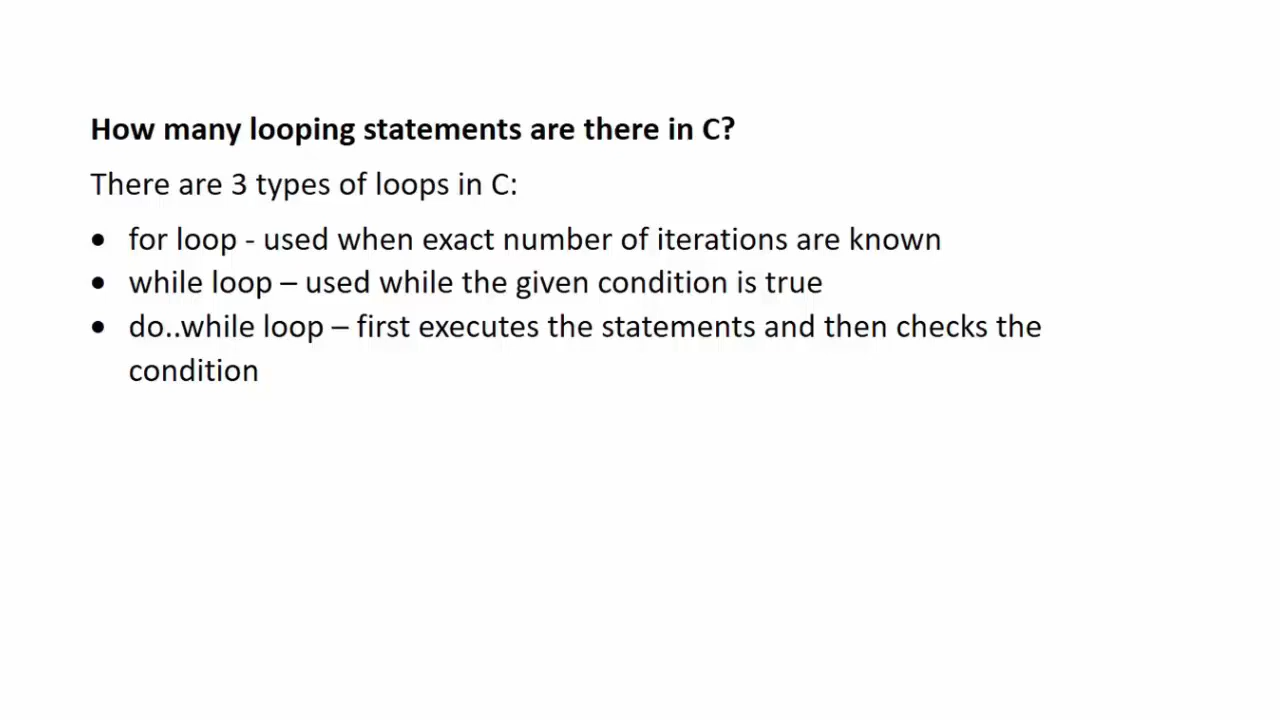 How many looping statements are there in C?
There are 3 types of loops in C:
• for loop - used when exact number of iterations are known
• while loop – used while the given condition is true
• do..while loop – first executes the statements and then checks the
condition